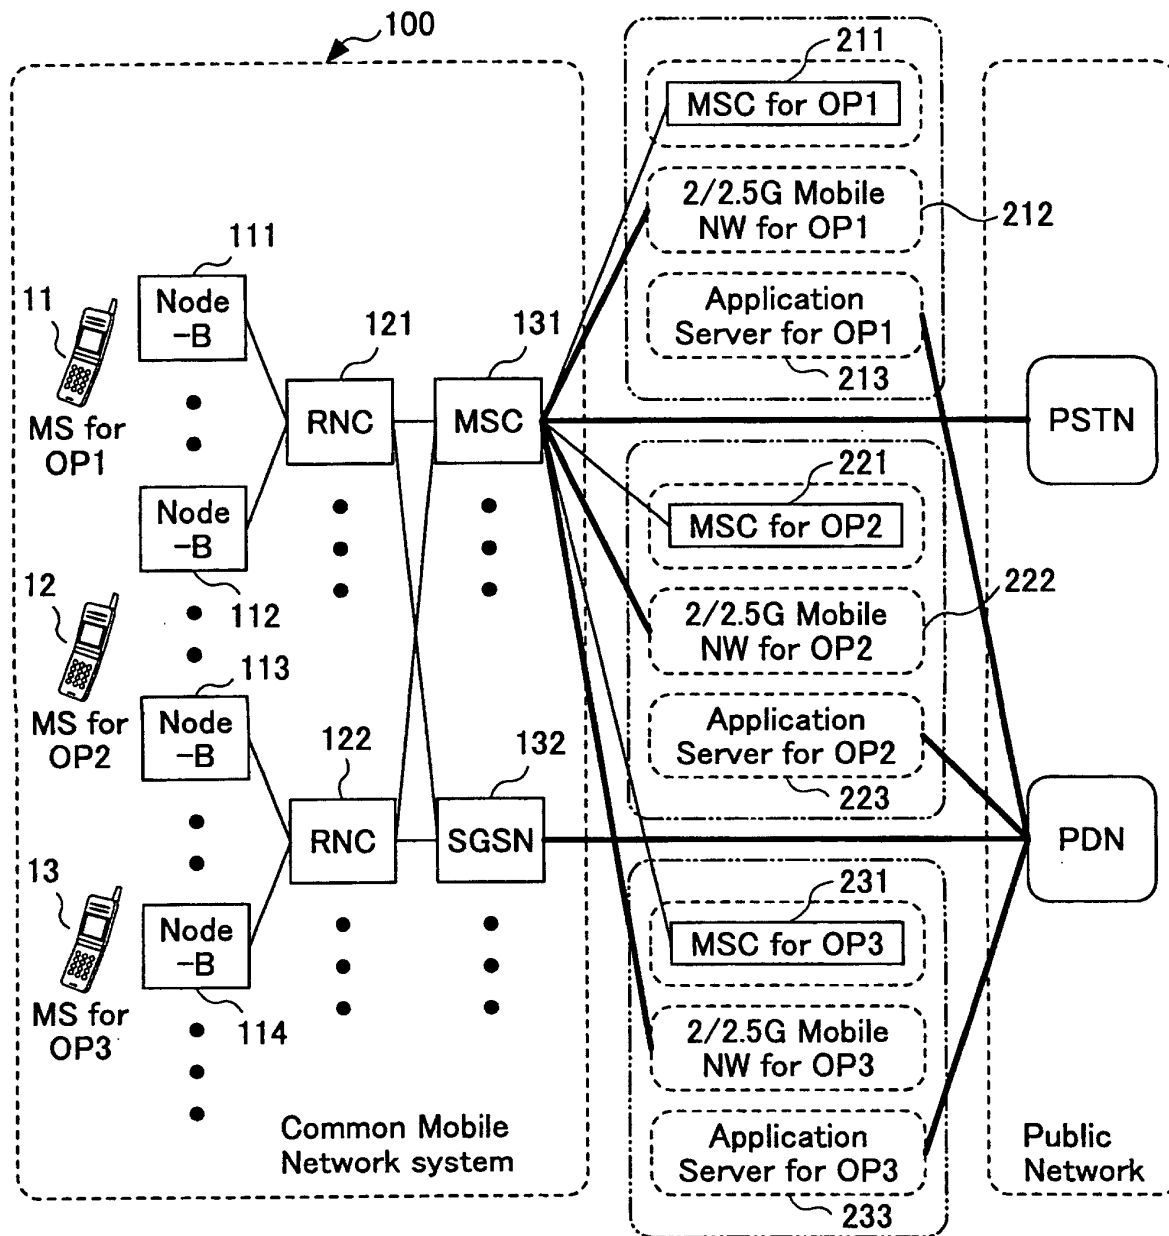 100
211
MSC for OP1
2/2.5G Mobile
NW for OP1
212
Application
Server for OP1
213
111
Node
-B
11
MS for
OP1
121
RNC
131
MSC
PSTN
Node
-B
112
221
MSC for OP2
222
2/2.5G Mobile
NW for OP2
12
MS for
OP2
113
Node
-B
Application
Server for OP2
223
122
RNC
132
SGSN
PDN
13
MS for
OP3
Node
-B
114
231
MSC for OP3
2/2.5G Mobile
NW for OP3
Application
Server for OP3
233
Common Mobile
Network system
Public
Network